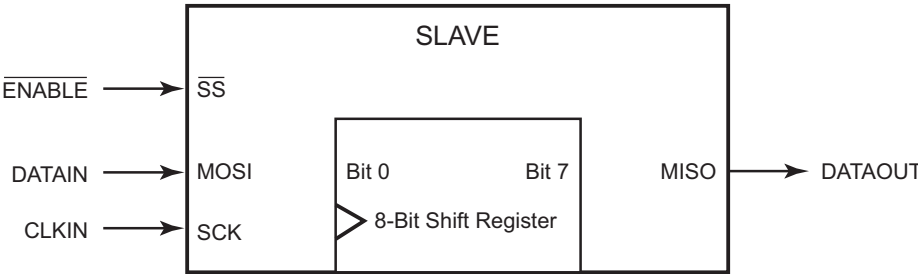 SLAVE
ENABLE SS
DATAIN MOSI Bit 0 Bit 7 MISO DATAOUT
CLKIN SCK 8-Bit Shift Register